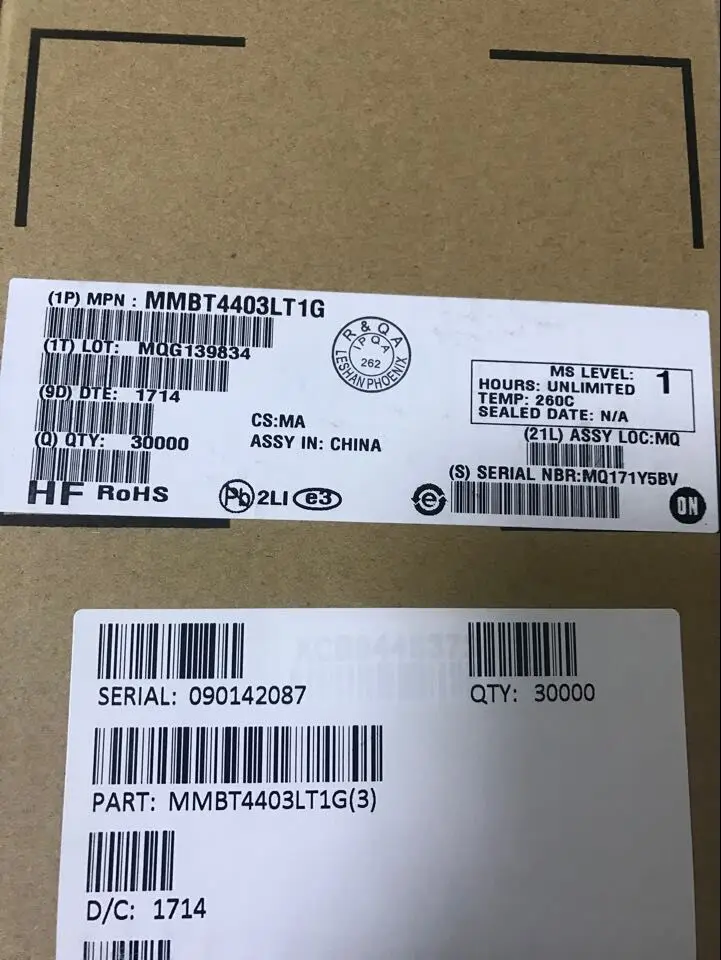 (1P) MPN : MMBT4403LT1G
(1T) LOT: MQG139834
(9D) DTE: 1714
(Q) QTY: 30000
HF RoHS
CS:MA
ASSY IN: CHINA
R & Q A
IPQA
262
LESHAN PHOENIX
Pb 2LI e3
MS LEVEL: 1
HOURS: UNLIMITED
TEMP: 260C
SEALED DATE: N/A
(21L) ASSY LOC:MQ
(S) SERIAL NBR:MQ171Y5BV
e
ON
SERIAL: 090142087
QTY: 30000
PART: MMBT4403LT1G(3)
D/C: 1714